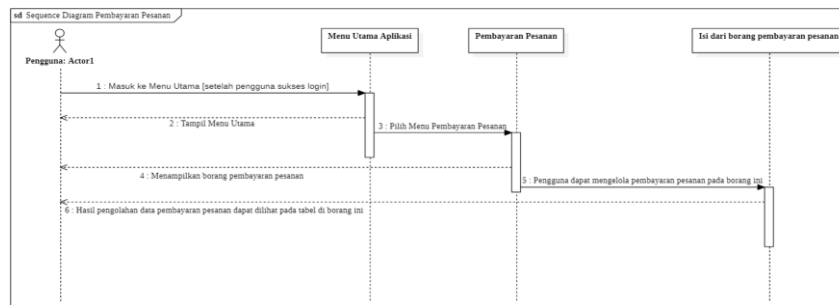 sd Sequence Diagram Pembayaran Pesanan
Pengguna: Actor1
Menu Utama Aplikasi
Pembayaran Pesanan
Isi dari borang pembayaran pesanan
1 : Masuk ke Menu Utama [setelah pengguna sukses login]
2 : Tampil Menu Utama
3 : Pilih Menu Pembayaran Pesanan
4 : Menampilkan borang pembayaran pesanan
5 : Pengguna dapat mengelola pembayaran pesanan pada borang ini
6 : Hasil pengolahan data pembayaran pesanan dapat dilihat pada tabel di borang ini